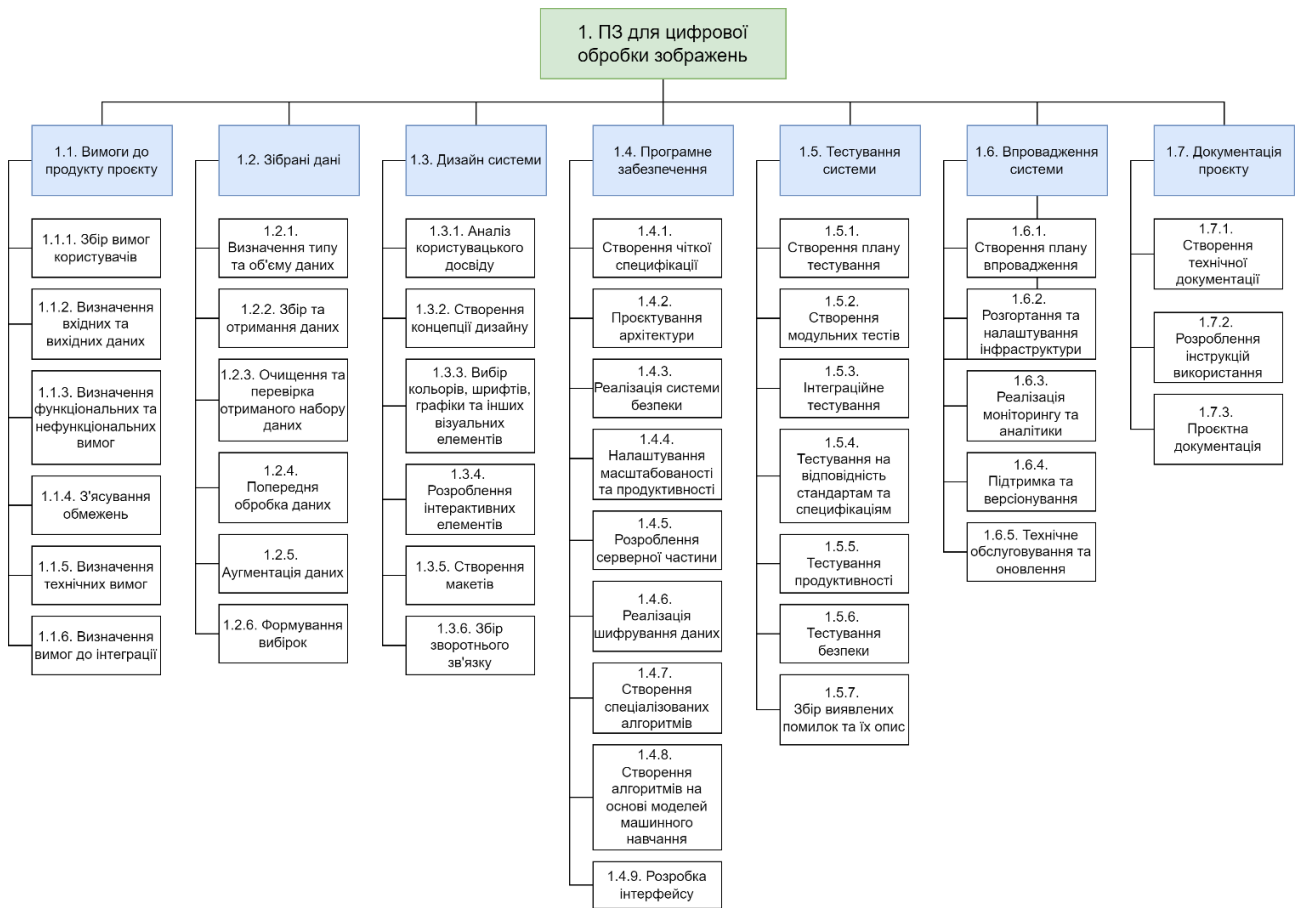 1. ПЗ для цифрової
обробки зображень
1.1. Вимоги до
продукту проєкту
1.1.1. Збір вимог
користувачів
1.1.2. Визначення
вхідних та
вихідних даних
1.1.3. Визначення
функціональних та
нефункціональних
вимог
1.1.4. З'ясування
обмежень
1.1.5. Визначення
технічних вимог
1.1.6. Визначення
вимог до інтеграції
1.2. Зібрані дані
1.2.1.
Визначення типу
та об'єму даних
1.2.2. Збір та
отримання даних
1.2.3. Очищення та
перевірка
отриманого набору
даних
1.2.4.
Попередня
обробка даних
1.2.5.
Аугментація даних
1.2.6. Формування
вибірок
1.3. Дизайн системи
1.3.1. Аналіз
користувацького
досвіду
1.3.2. Створення
концепції дизайну
1.3.3. Вибір
кольорів, шрифтів,
графіки та інших
візуальних
елементів
1.3.4.
Розроблення
інтерактивних
елементів
1.3.5. Створення
макетів
1.3.6. Збір
зворотнього
зв'язку
1.4. Програмне
забезпечення
1.4.1.
Створення чіткої
специфікації
1.4.2.
Проєктування
архітектури
1.4.3.
Реалізація системи
безпеки
1.4.4.
Налаштування
масштабованості
та продуктивності
1.4.5.
Розроблення
серверної частини
1.4.6.
Реалізація
шифрування даних
1.4.7.
Створення
спеціалізованих
алгоритмів
1.4.8.
Створення
алгоритмів на
основі моделей
машинного
навчання
1.4.9. Розробка
інтерфейсу
1.5. Тестування
системи
1.5.1.
Створення плану
тестування
1.5.2.
Створення
модульних тестів
1.5.3.
Інтеграційне
тестування
1.5.4.
Тестування на
відповідність
стандартам та
специфікаціям
1.5.5.
Тестування
продуктивності
1.5.6.
Тестування
безпеки
1.5.7.
Збір виявлених
помилок та їх опис
1.6. Впровадження
системи
1.6.1.
Створення плану
впровадження
1.6.2.
Розгортання та
налаштування
інфраструктури
1.6.3.
Реалізація
моніторингу та
аналітики
1.6.4.
Підтримка та
версіонування
1.6.5. Технічне
обслуговування та
оновлення
1.7. Документація
проєкту
1.7.1.
Створення
технічної
документації
1.7.2.
Розроблення
інструкцій
використання
1.7.3.
Проєктна
документація